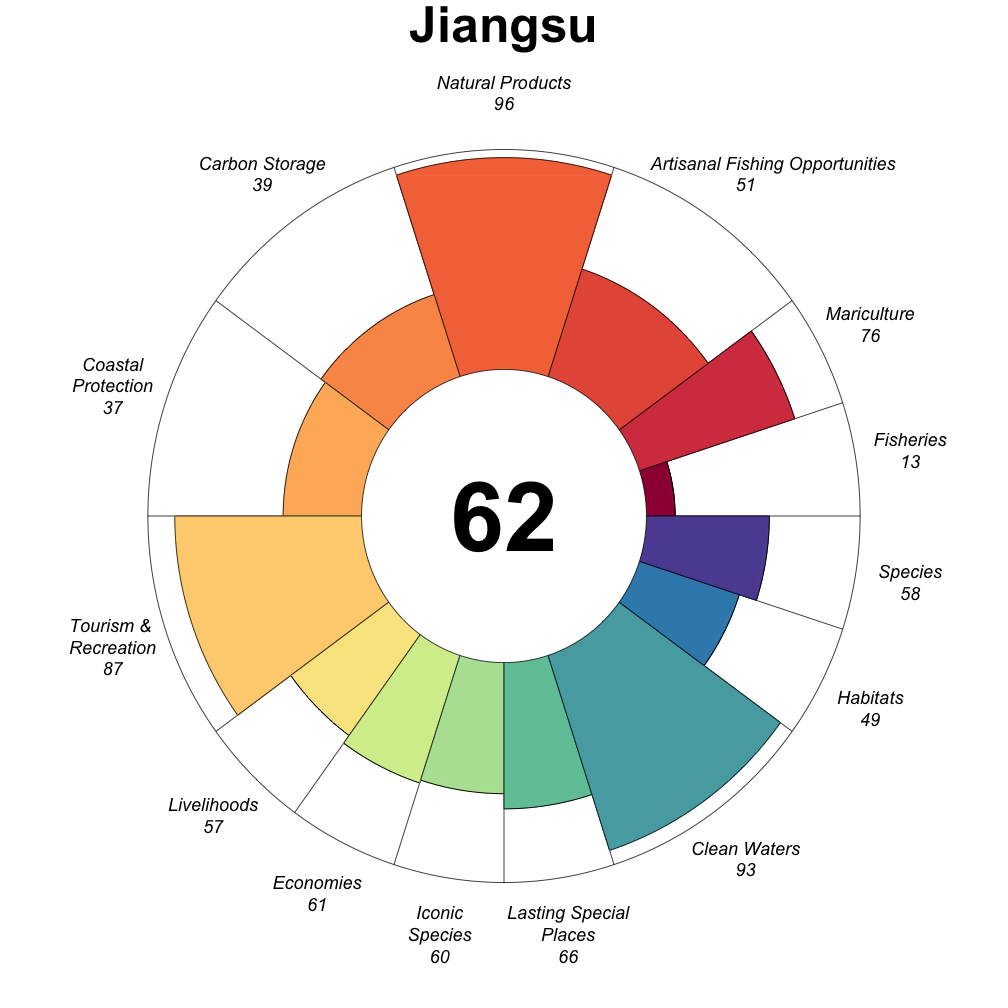 Jiangsu
Natural Products
96
Carbon Storage
39
Artisanal Fishing Opportunities
51
Mariculture
76
Coastal
Protection
37
Fisheries
13
62
Species
58
Tourism &
Recreation
87
Habitats
49
Livelihoods
57
Clean Waters
93
Economies
61
Iconic
Species
60
Lasting Special
Places
66